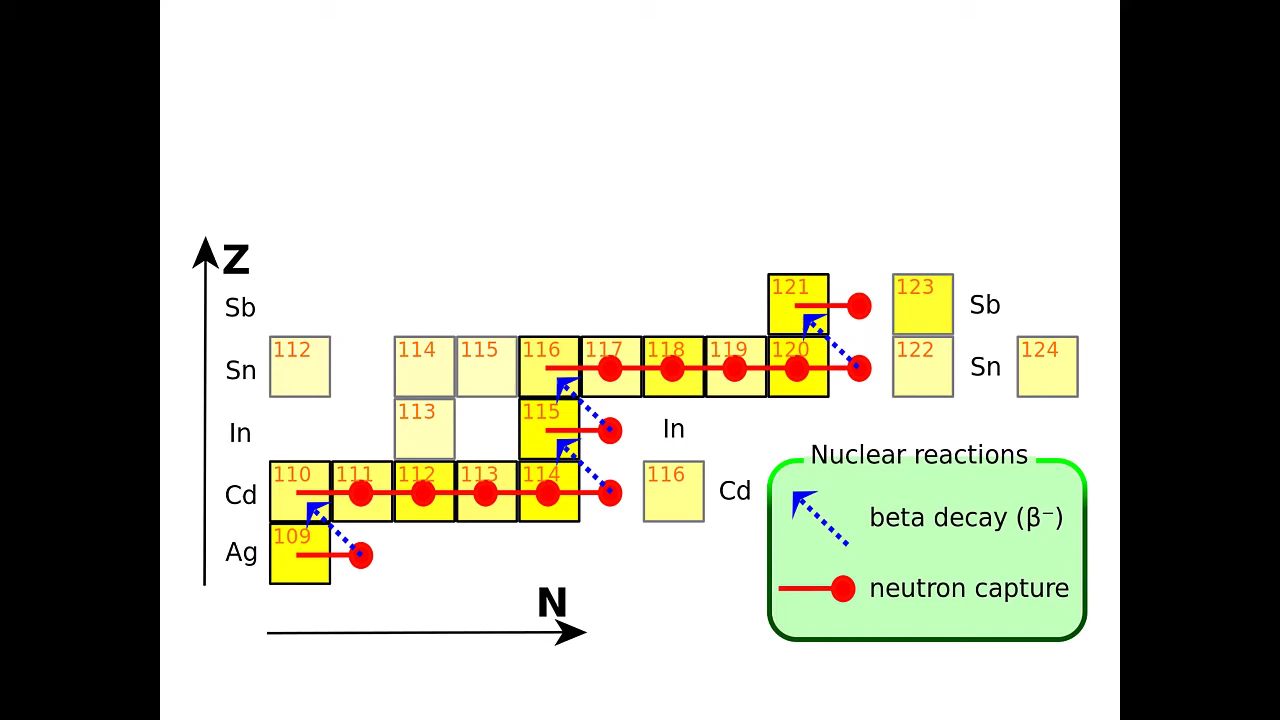 Z
121 123
Sb Sb
112 114 115 116 117 118 119 120 122 124
Sn Sn
113 115
In In
110 111 112 113 114 116
Cd Cd
109
Ag
N
Nuclear reactions
beta decay (β⁻)
neutron capture